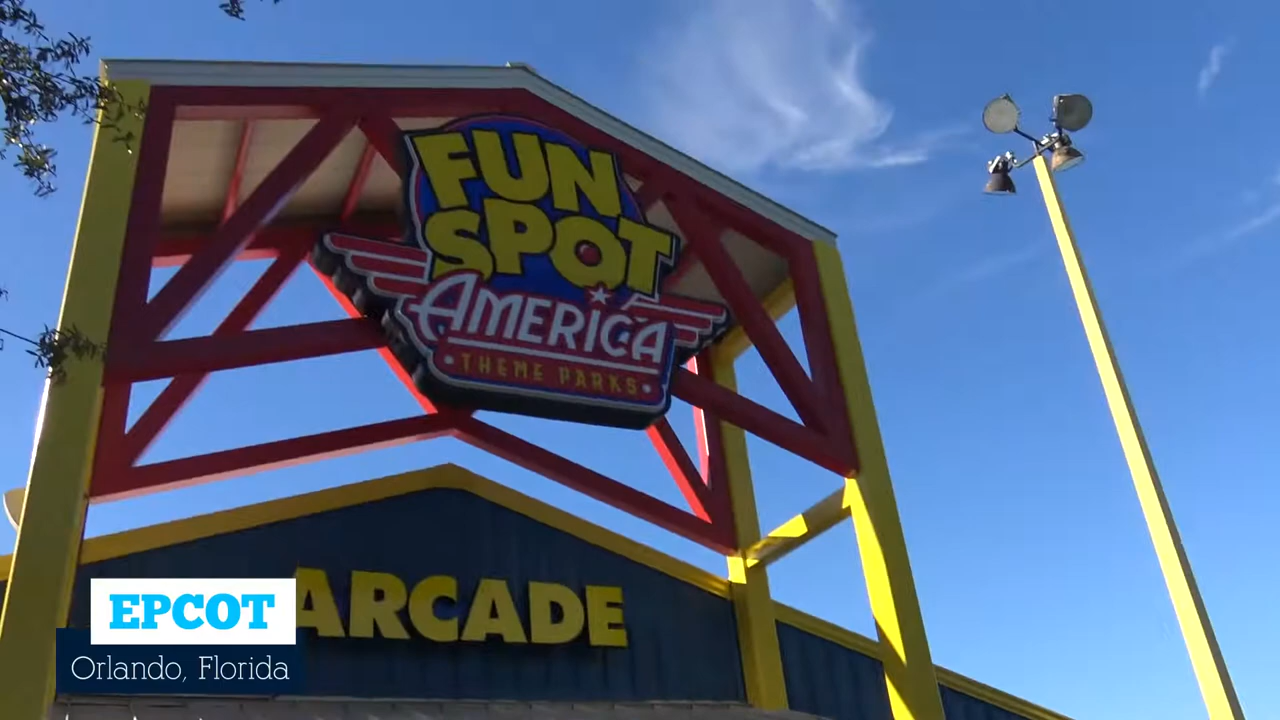 FUN
SPOT
AMERICA
THEME PARKS
ARCADE
EPCOT
Orlando, Florida